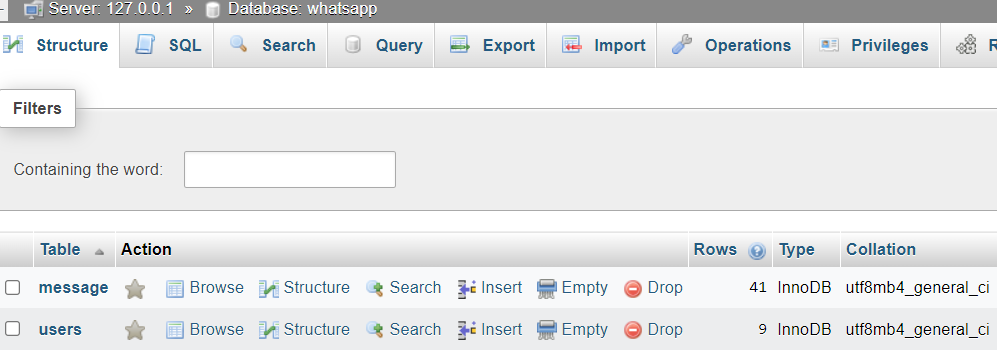 Server: 127.0.0.1 » Database: whatsapp
Structure SQL Search Query Export Import Operations Privileges R
Filters
Containing the word:
Table Action Rows Type Collation
message Browse Structure Search Insert Empty Drop 41 InnoDB utf8mb4_general_ci
users Browse Structure Search Insert Empty Drop 9 InnoDB utf8mb4_general_ci